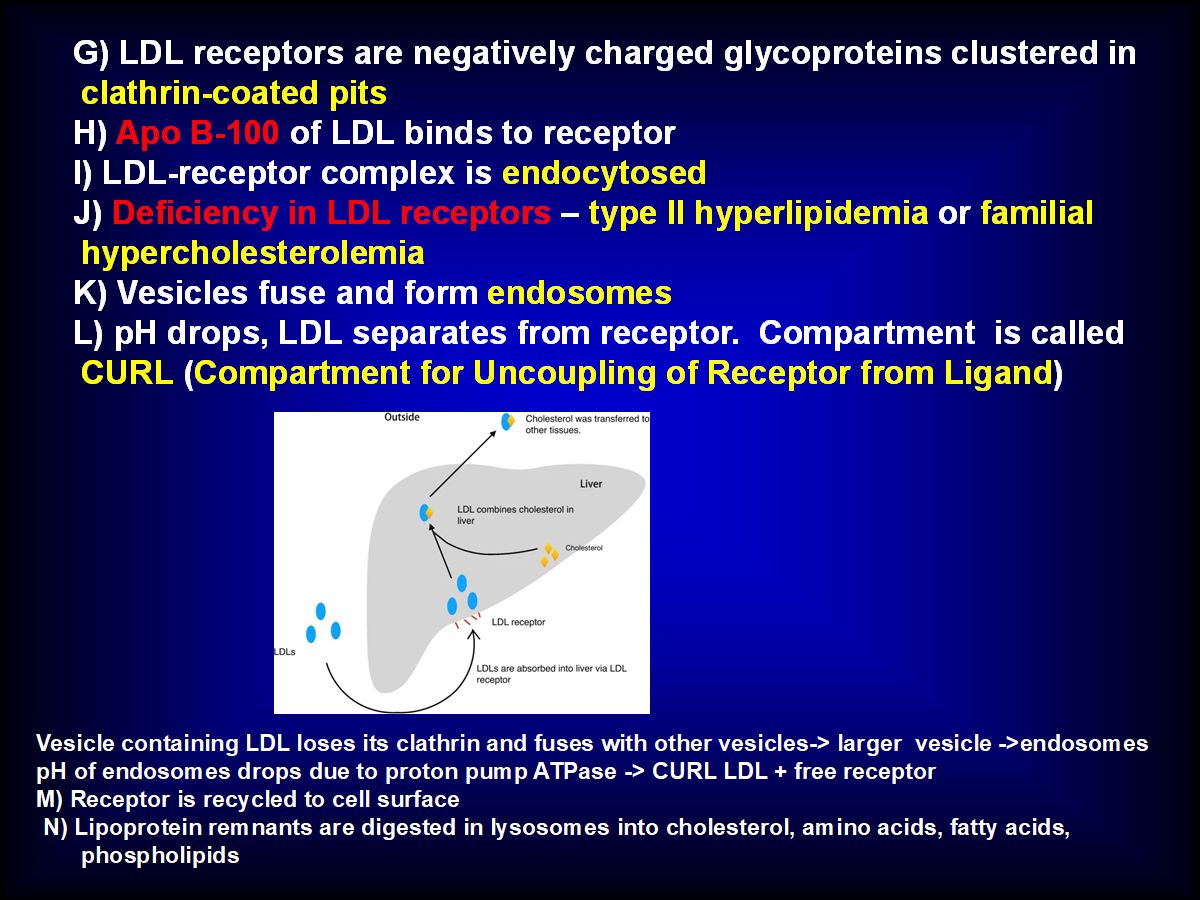 G) LDL receptors are negatively charged glycoproteins clustered in
clathrin-coated pits
H) Apo B-100 of LDL binds to receptor
I) LDL-receptor complex is endocytosed
J) Deficiency in LDL receptors – type II hyperlipidemia or familial
hypercholesterolemia
K) Vesicles fuse and form endosomes
L) pH drops, LDL separates from receptor.  Compartment  is called
CURL (Compartment for Uncoupling of Receptor from Ligand)
Outside
Cholesterol was transferred to
other tissues.
Liver
LDL combines cholesterol in
liver
Cholesterol
LDL receptor
LDLs
LDLs are absorbed into liver via LDL
receptor
Vesicle containing LDL loses its clathrin and fuses with other vesicles-> larger  vesicle ->endosomes
pH of endosomes drops due to proton pump ATPase -> CURL LDL + free receptor
M) Receptor is recycled to cell surface
N) Lipoprotein remnants are digested in lysosomes into cholesterol, amino acids, fatty acids,
phospholipids